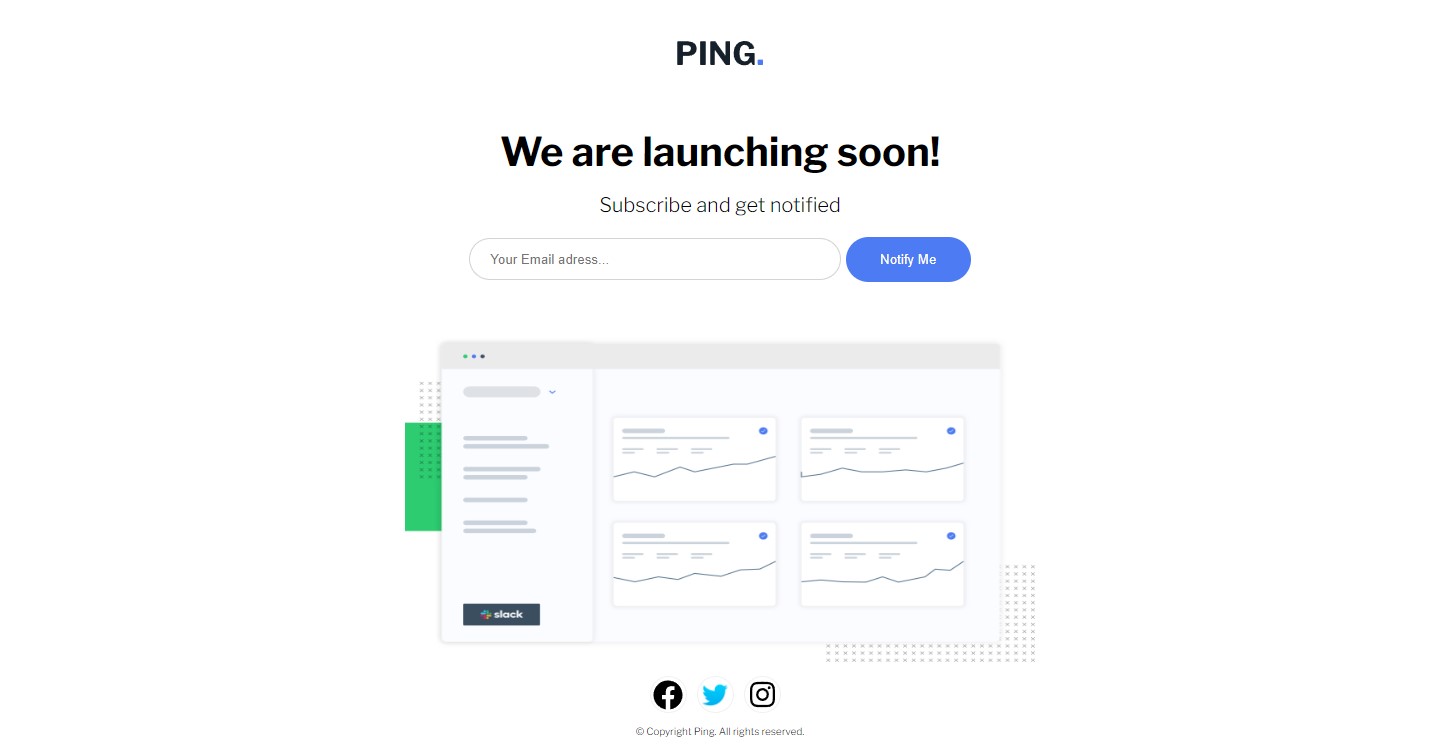 PING.
We are launching soon!
Subscribe and get notified
Your Email adress...
Notify Me
slack
© Copyright Ping. All rights reserved.